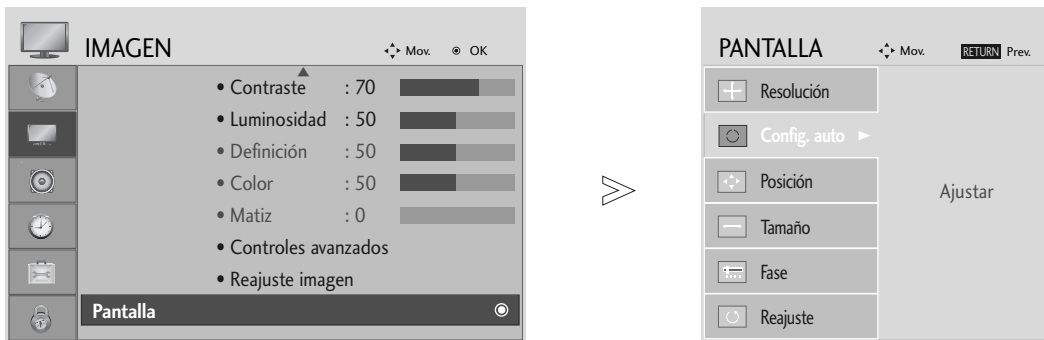 IMAGEN
Mov. OK
• Contraste : 70
• Luminosidad : 50
• Definición : 50
• Color : 50
• Matiz : 0
• Controles avanzados
• Reajuste imagen
Pantalla
PANTALLA
Mov. RETURN Prev.
Resolución
Config. auto
Posición
Tamaño
Fase
Reajuste
Ajustar